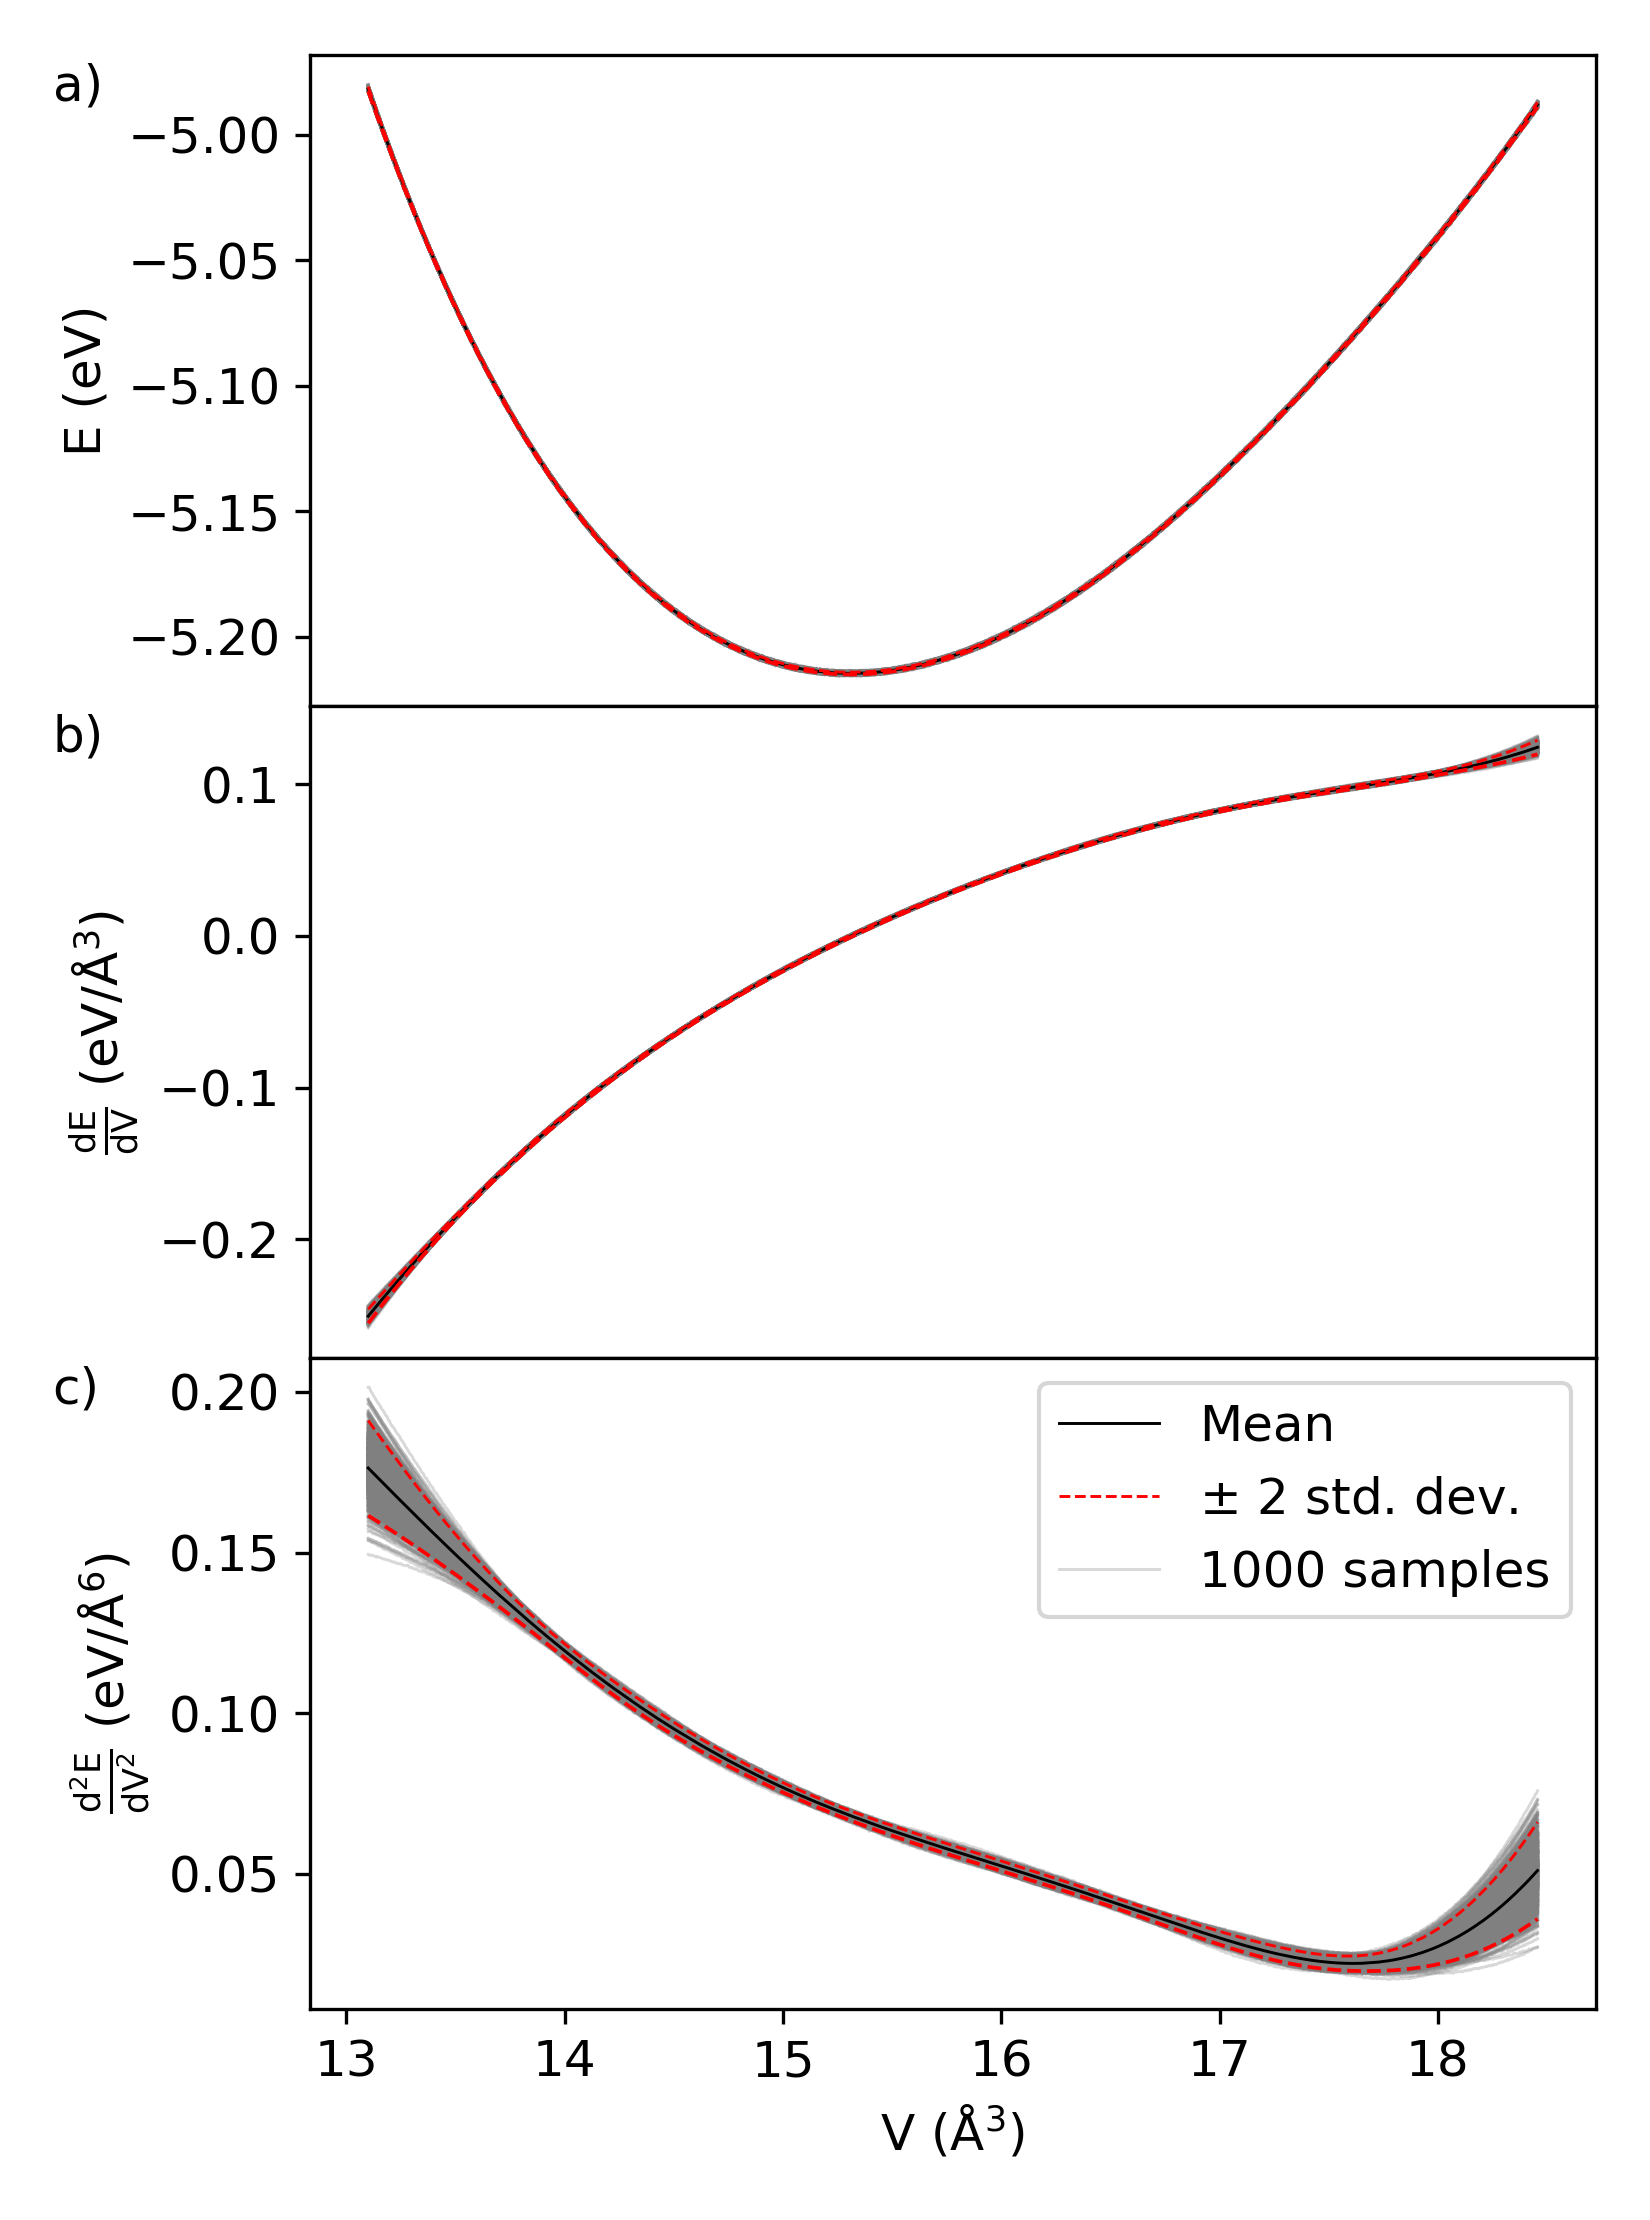 a)
−5.00
−5.05
−5.10
−5.15
−5.20
E (eV)
b)
0.1
0.0
−0.1
−0.2
dE/dV (eV/Å³)
c)
0.20
0.15
0.10
0.05
d²E/dV² (eV/Å⁶)
Mean
± 2 std. dev.
1000 samples
13 14 15 16 17 18
V (Å³)